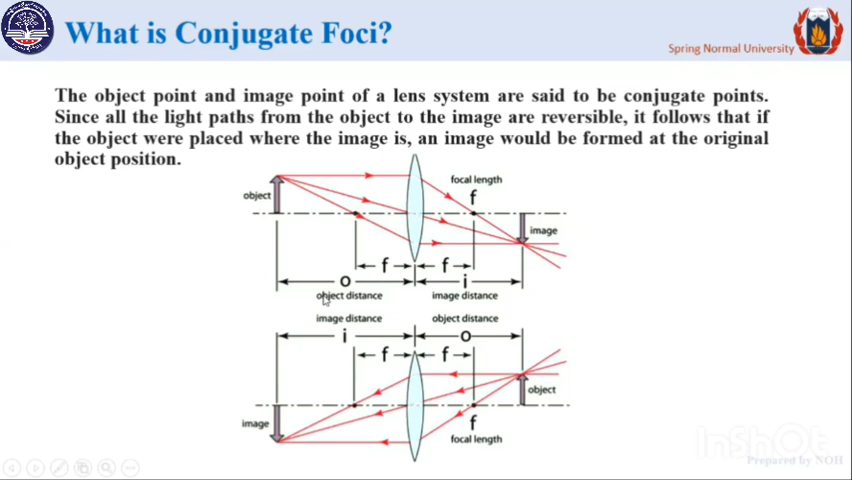 What is Conjugate Foci?
Spring Normal University
The object point and image point of a lens system are said to be conjugate points.
Since all the light paths from the object to the image are reversible, it follows that if
the object were placed where the image is, an image would be formed at the original
object position.
focal length
f
object
image
f f
o i
object distance image distance
image distance object distance
i o
f f
object
image
f
focal length
InShOt
Prepared by NOH